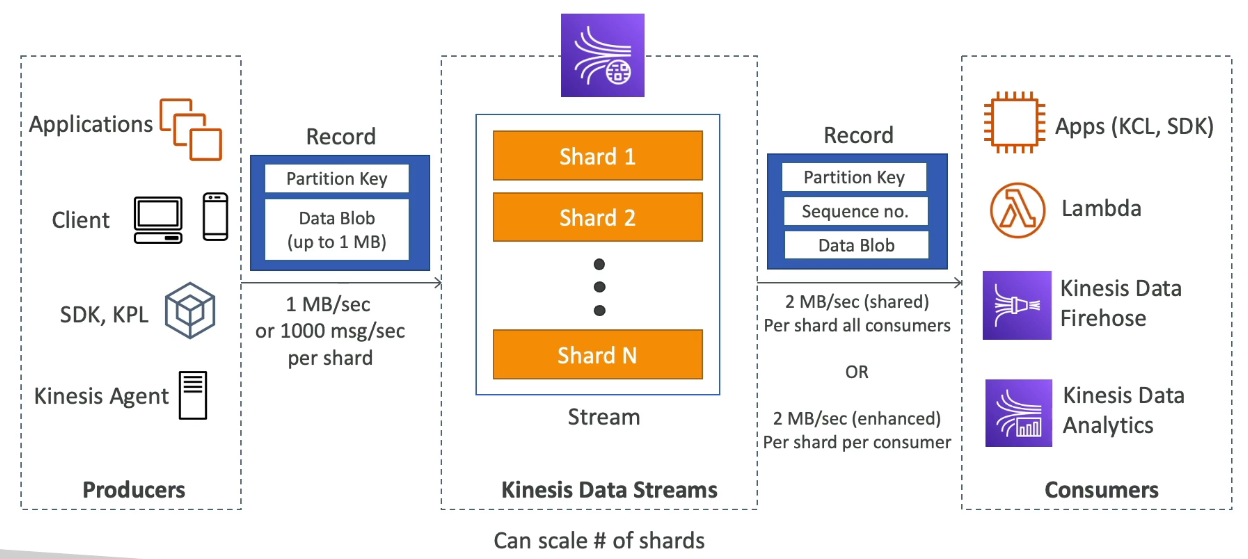 Applications
Client
SDK, KPL
Kinesis Agent
Producers
Record
Partition Key
Data Blob
(up to 1 MB)
1 MB/sec
or 1000 msg/sec
per shard
Shard 1
Shard 2
Shard N
Stream
Kinesis Data Streams
Can scale # of shards
Record
Partition Key
Sequence no.
Data Blob
2 MB/sec (shared)
Per shard all consumers
OR
2 MB/sec (enhanced)
Per shard per consumer
Apps (KCL, SDK)
Lambda
Kinesis Data
Firehose
Kinesis Data
Analytics
Consumers